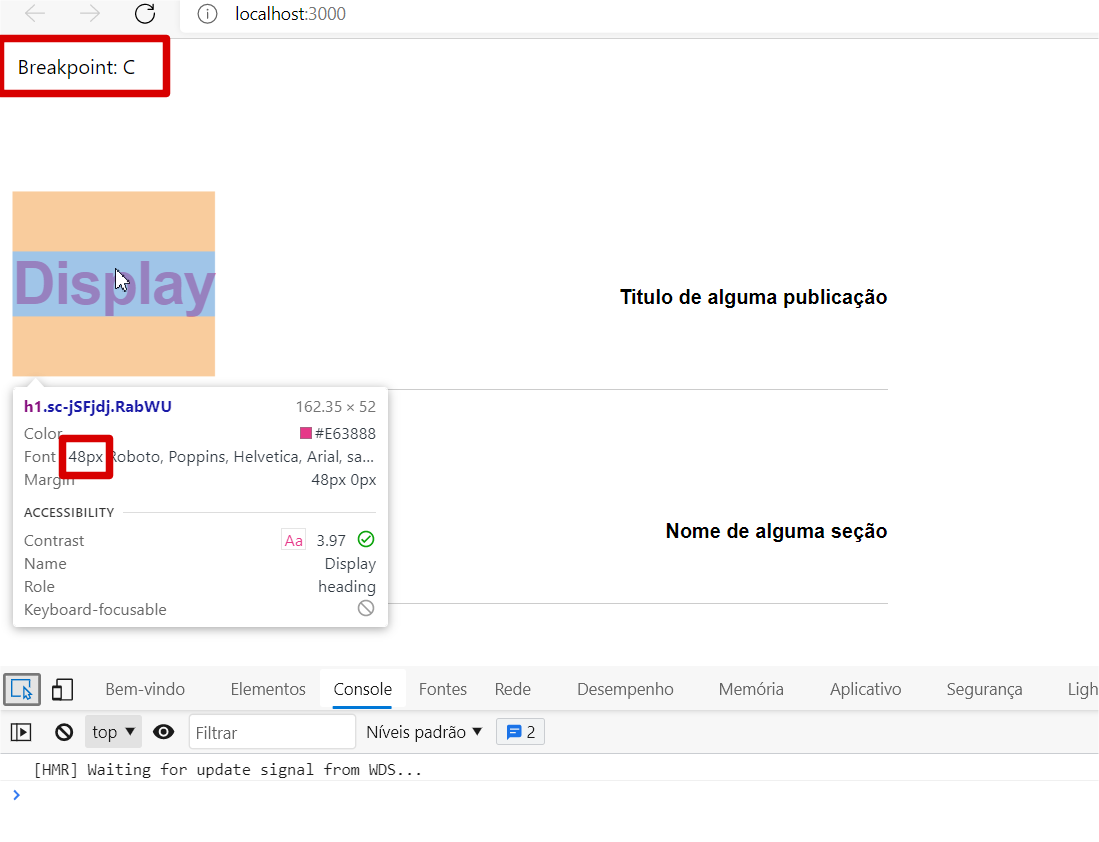 localhost:3000
Breakpoint: C
Display
Titulo de alguma publicação
h1.sc-jSFjdj.RabWU 162.35 × 52
Color #E63888
Font 48px Roboto, Poppins, Helvetica, Arial, sa...
Margin 48px 0px
ACCESSIBILITY
Contrast Aa 3.97
Name Display
Role heading
Keyboard-focusable
Nome de alguma seção
Bem-vindo Elementos Console Fontes Rede Desempenho Memória Aplicativo Segurança Ligh
top Filtrar Níveis padrão 2
[HMR] Waiting for update signal from WDS...